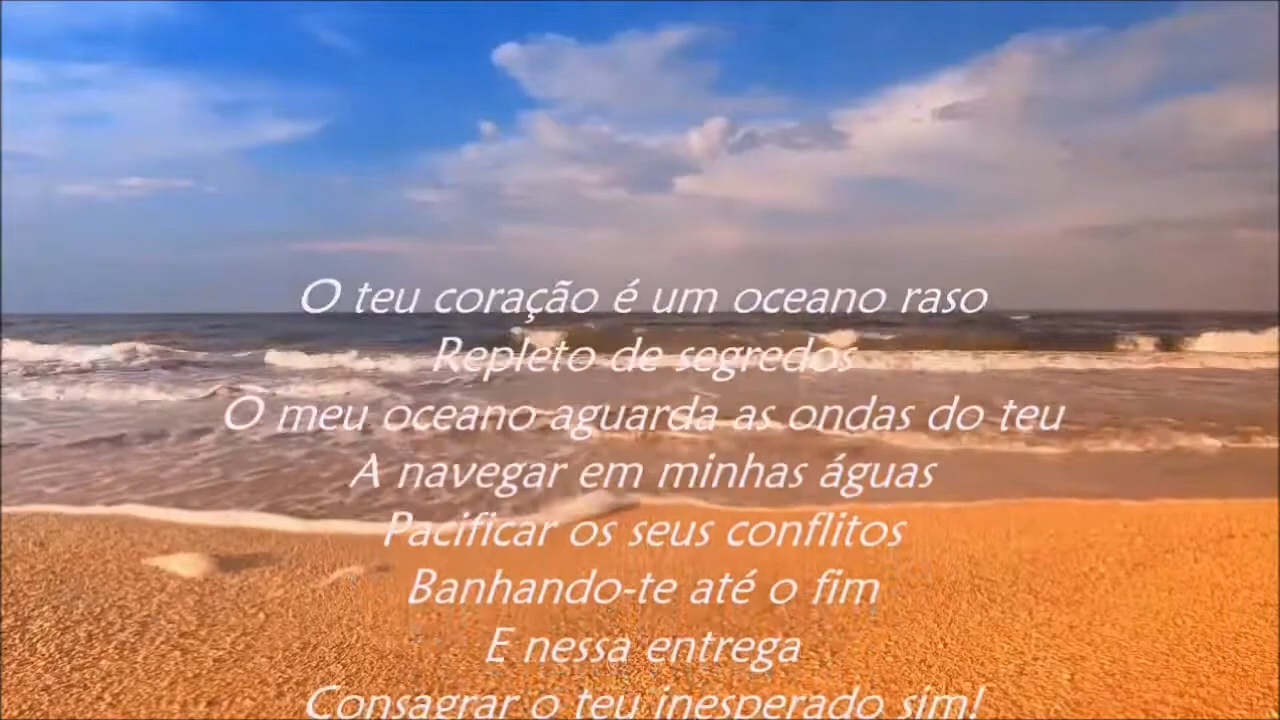 O teu coração é um oceano raso
Repleto de segredos
O meu oceano aguarda as ondas do teu
A navegar em minhas águas
Pacificar os seus conflitos
Banhando-te até o fim
E nessa entrega
Consagrar o teu inesperado sim!